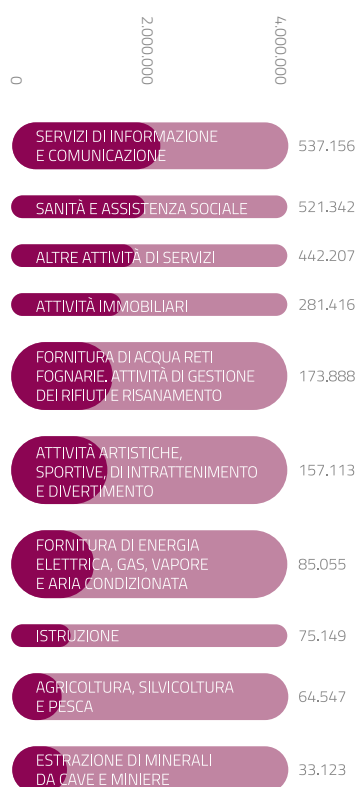 0
2.000.000
4.000.000
SERVIZI DI INFORMAZIONE
E COMUNICAZIONE
537.156
SANITÀ E ASSISTENZA SOCIALE
521.342
ALTRE ATTIVITÀ DI SERVIZI
442.207
ATTIVITÀ IMMOBILIARI
281.416
FORNITURA DI ACQUA RETI
FOGNARIE. ATTIVITÀ DI GESTIONE
DEI RIFIUTI E RISANAMENTO
173.888
ATTIVITÀ ARTISTICHE,
SPORTIVE, DI INTRATTENIMENTO
E DIVERTIMENTO
157.113
FORNITURA DI ENERGIA
ELETTRICA, GAS, VAPORE
E ARIA CONDIZIONATA
85.055
ISTRUZIONE
75.149
AGRICOLTURA, SILVICOLTURA
E PESCA
64.547
ESTRAZIONE DI MINERALI
DA CAVE E MINIERE
33.123